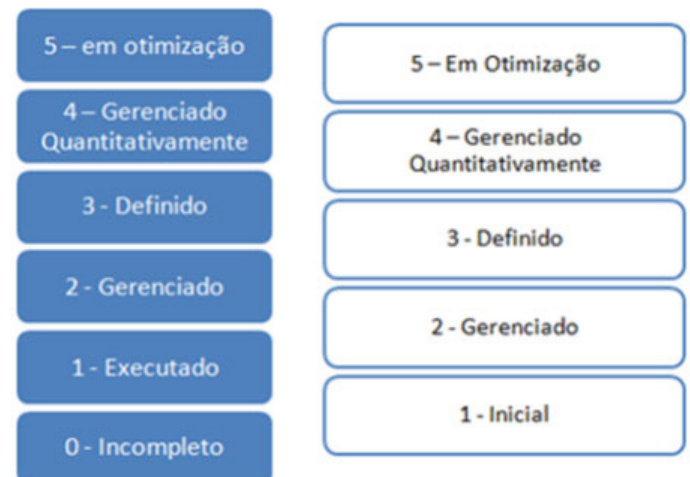 5 – em otimização
4 – Gerenciado
Quantitativamente
3 - Definido
2 - Gerenciado
1 - Executado
0 - Incompleto
5 – Em Otimização
4 – Gerenciado
Quantitativamente
3 - Definido
2 - Gerenciado
1 - Inicial